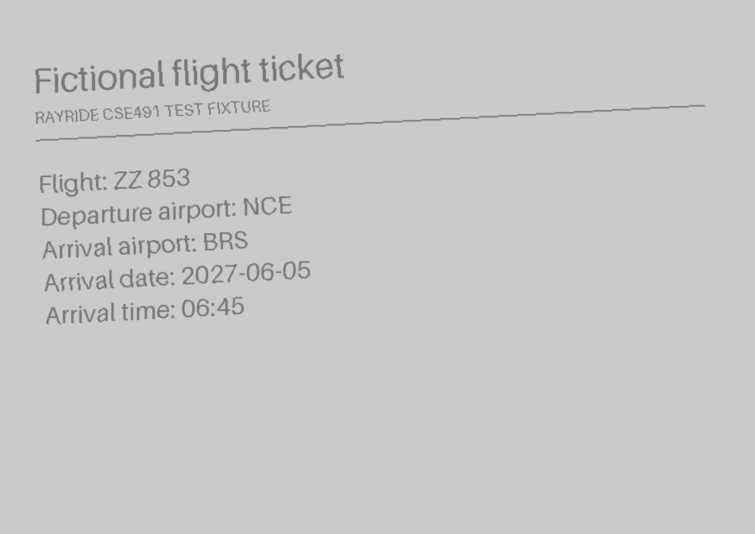 Fictional flight ticket
RAYRIDE CSE491 TEST FIXTURE
Flight: ZZ 853
Departure airport: NCE
Arrival airport: BRS
Arrival date: 2027-06-05
Arrival time: 06:45